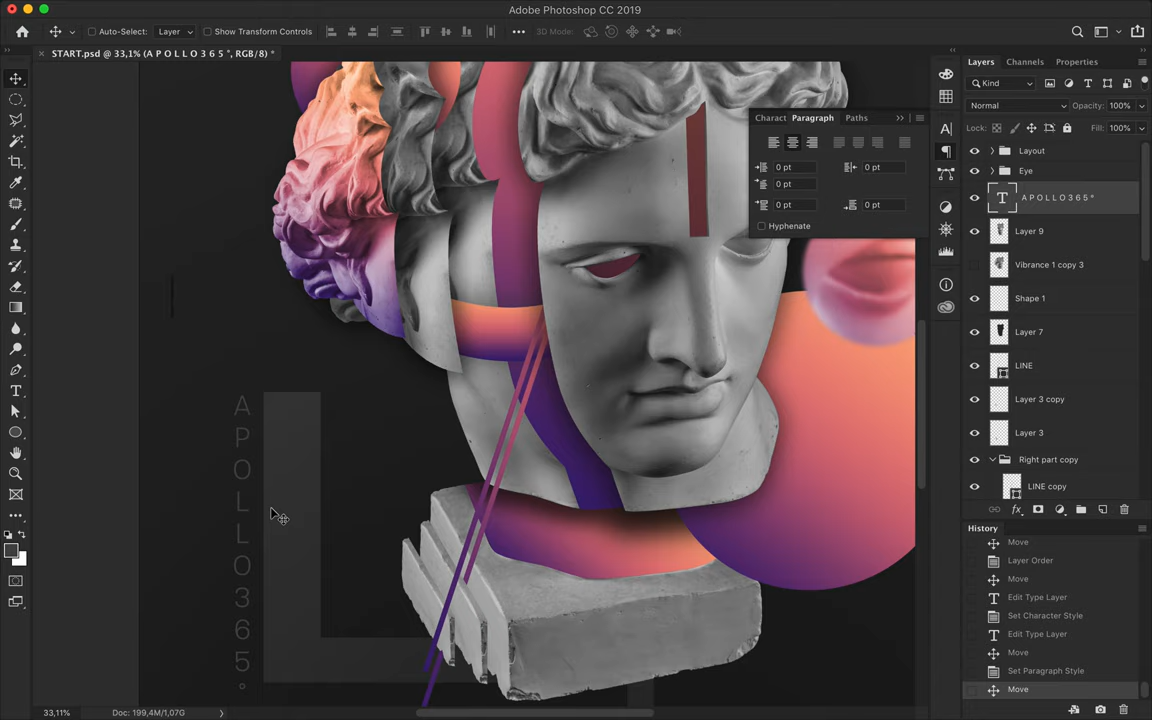 Adobe Photoshop CC 2019
Auto-Select:
Layer
Show Transform Controls
3D Mode:
START.psd @ 33,1% (A P O L L O 3 6 5 °, RGB/8) *
Layers
Channels
Properties
Kind
Normal
Opacity:
100%
Lock:
Fill:
100%
Layout
Eye
A P O L L O 3 6 5 °
Layer 9
Vibrance 1 copy 3
Shape 1
Layer 7
LINE
Layer 3 copy
Layer 3
Right part copy
LINE copy
Charact
Paragraph
Paths
0 pt
0 pt
0 pt
0 pt
0 pt
Hyphenate
A
P
O
L
L
O
3
6
5
°
History
Move
Layer Order
Move
Edit Type Layer
Set Character Style
Edit Type Layer
Move
Set Paragraph Style
Move
33,11%
Doc: 199,4M/1,07G